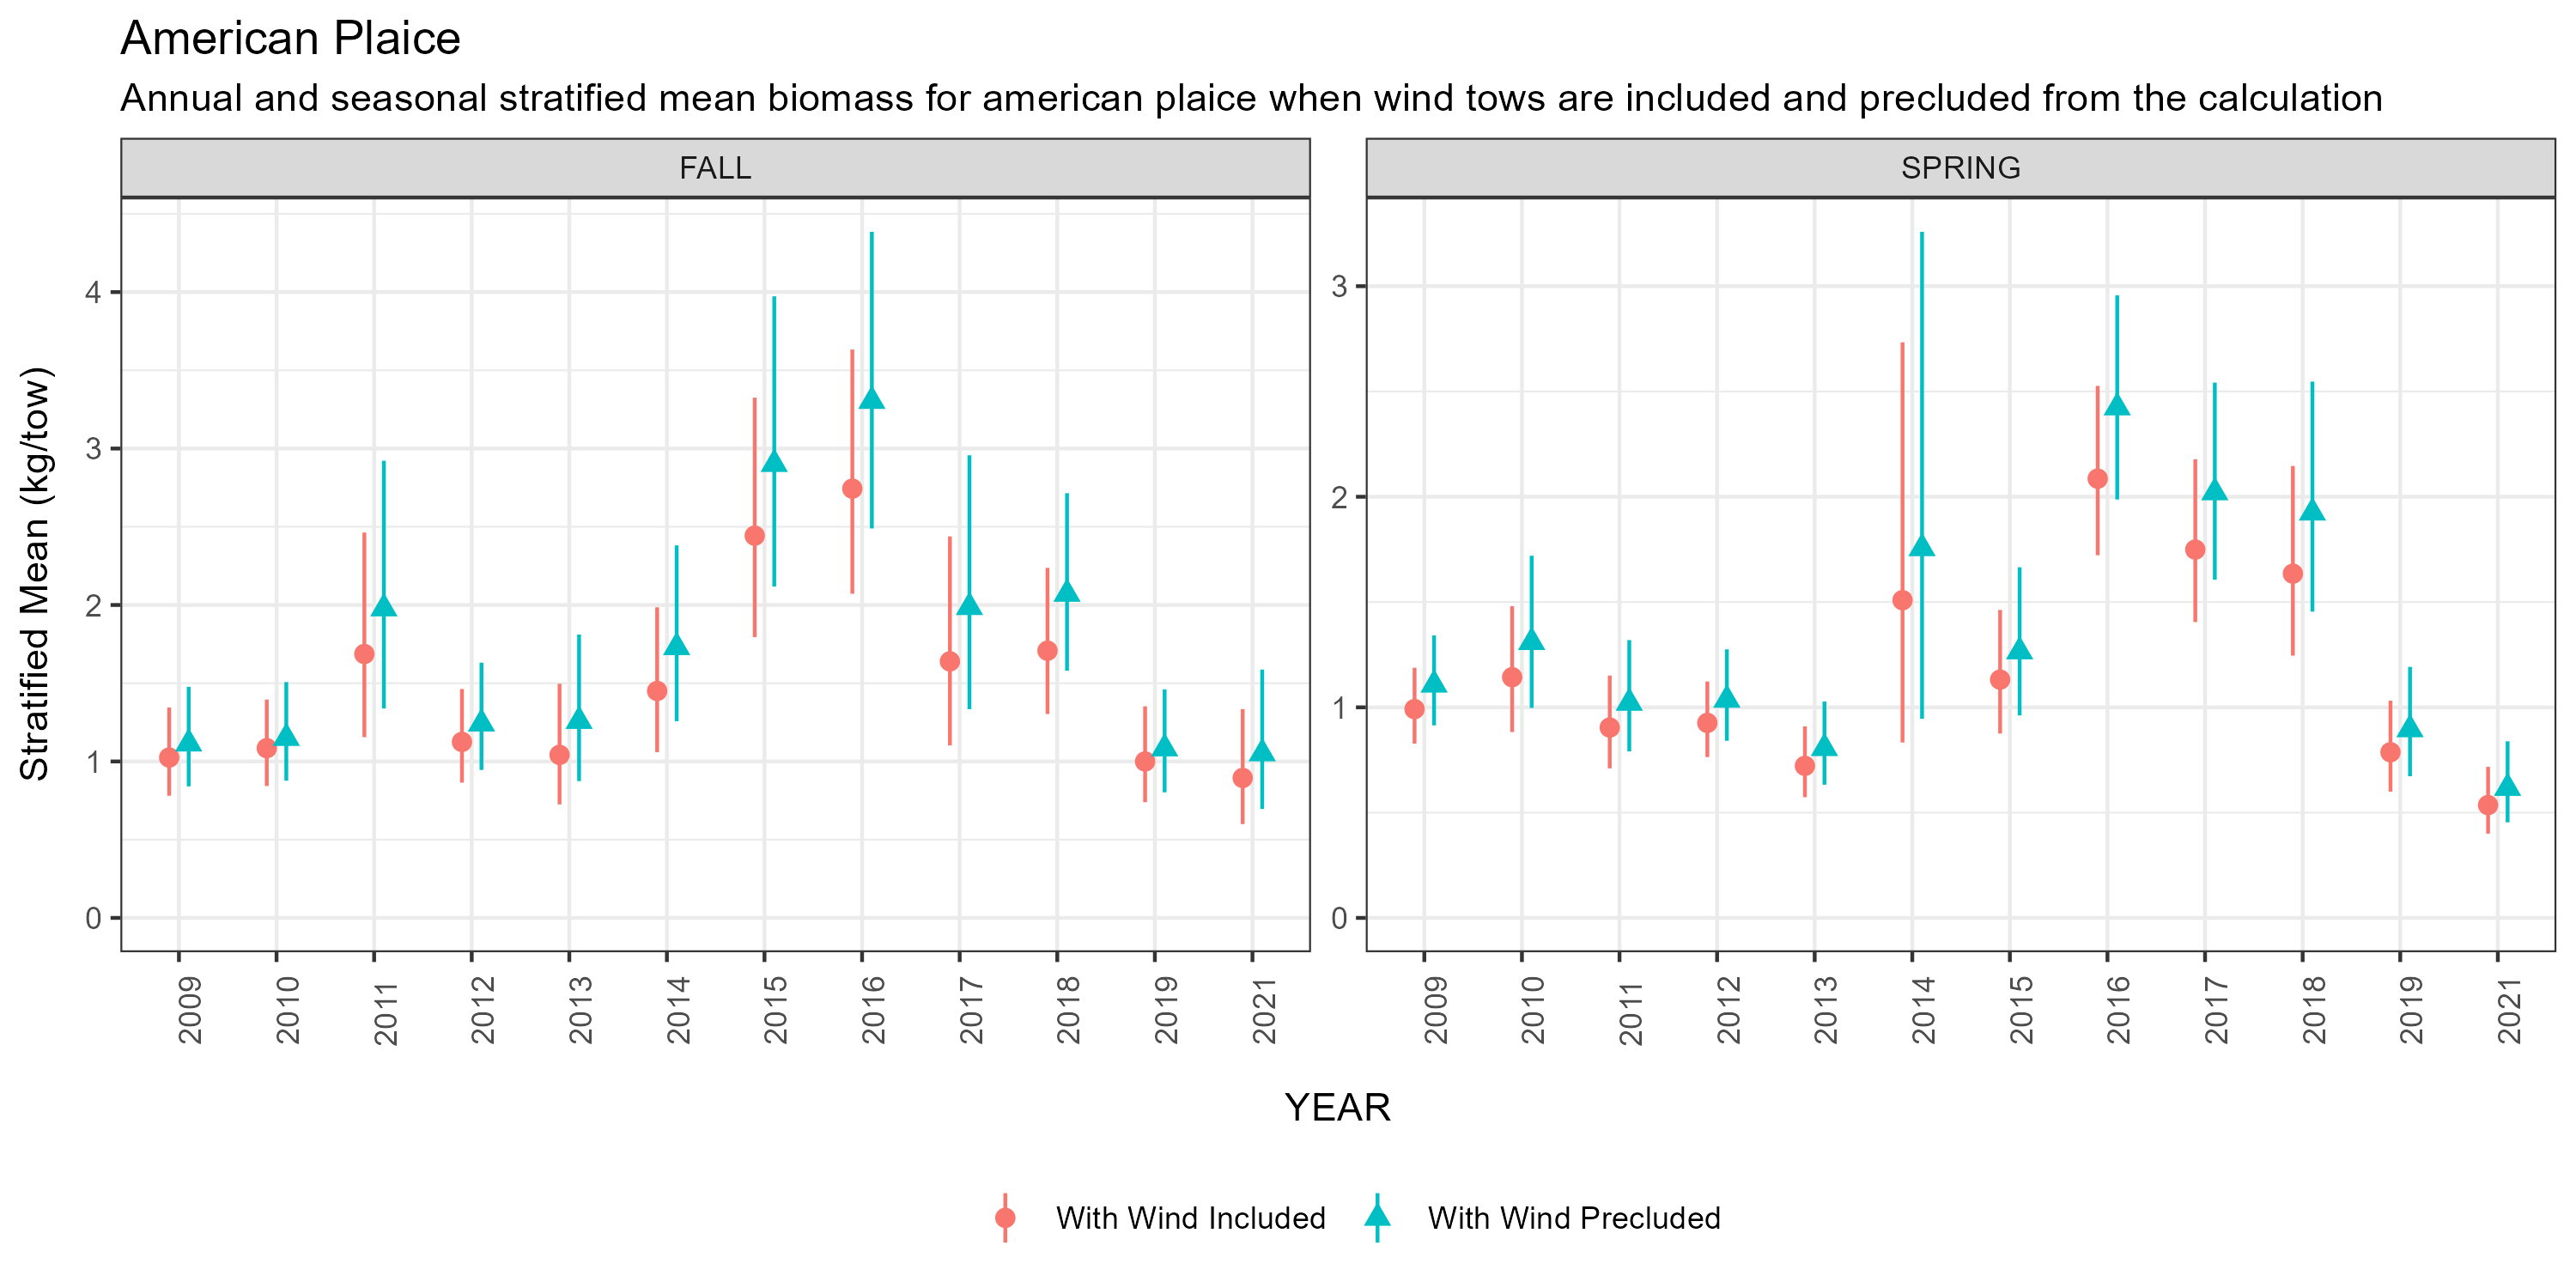 American Plaice
Annual and seasonal stratified mean biomass for american plaice when wind tows are included and precluded from the calculation
FALL
SPRING
Stratified Mean (kg/tow)
4
3
2
1
0
3
2
1
0
2009 2010 2011 2012 2013 2014 2015 2016 2017 2018 2019 2021
2009 2010 2011 2012 2013 2014 2015 2016 2017 2018 2019 2021
YEAR
With Wind Included With Wind Precluded